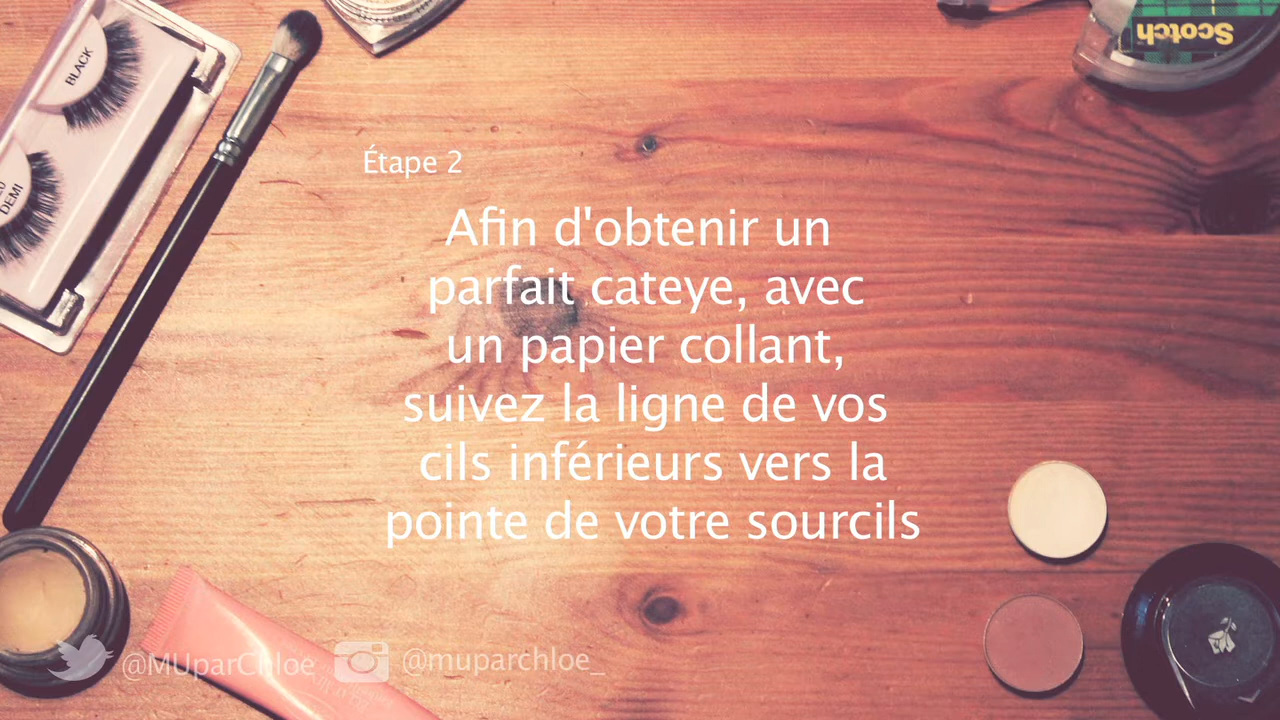 BLACK
DEMI
Scotch
Étape 2
Afin d'obtenir un
parfait cateye, avec
un papier collant,
suivez la ligne de vos
cils inférieurs vers la
pointe de votre sourcils
@MUparChloe
@muparchloe_